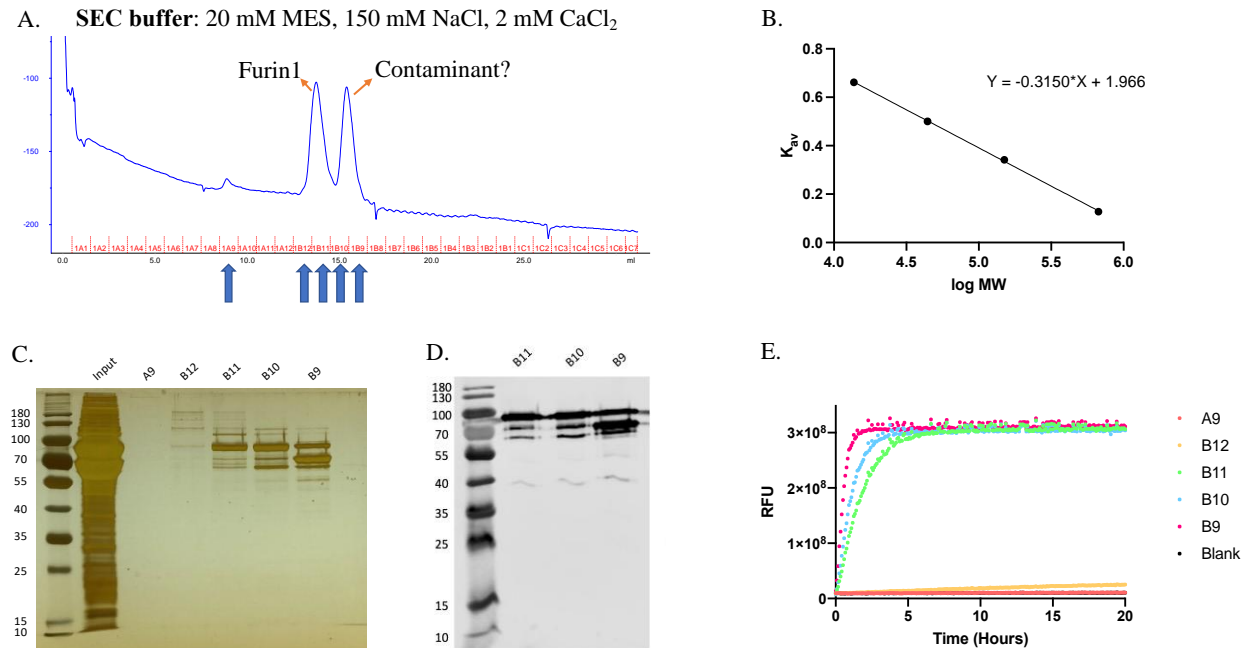 A. SEC buffer: 20 mM MES, 150 mM NaCl, 2 mM CaCl₂
Furin1 Contaminant?
-100
-150
-200
1A1 1A2 1A3 1A4 1A5 1A6 1A7 1A8 1A9 1A10 1A11 1A12 1B12 1B11 1B10 1B9 1B8 1B7 1B6 1B5 1B4 1B3 1B2 1B1 1C1 1C2 1C3 1C4 1C5 1C6 1C7
0.0 5.0 10.0 15.0 20.0 25.0 ml
B.
Y = -0.3150*X + 1.966
Kav
0.8
0.6
0.4
0.2
0.0
4.0 4.5 5.0 5.5 6.0
log MW
C.
Input A9 B12 B11 B10 B9
180
130
100
70
55
40
35
25
15
10
D.
B11 B10 B9
180
130
100
70
55
40
35
25
15
10
E.
RFU
3×10⁸
2×10⁸
1×10⁸
0
0 5 10 15 20
Time (Hours)
A9
B12
B11
B10
B9
Blank